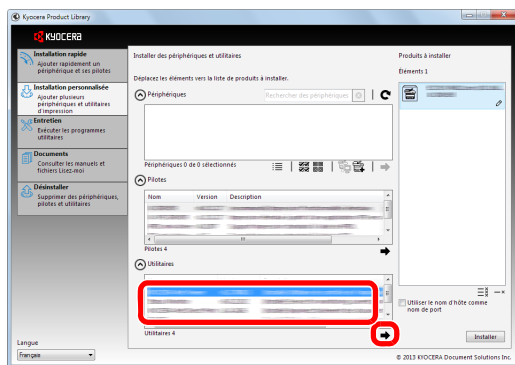 Kyocera Product Library
KYOCERA
Installation rapide
Ajouter rapidement un
périphérique et ses pilotes
Installation personnalisée
Ajouter plusieurs
périphériques et utilitaires
d'impression
Entretien
Exécuter les programmes
utilitaires
Documents
Consulter les manuels et
fichiers Lisez-moi
Désinstaller
Supprimer des périphériques,
pilotes et utilitaires
Langue
Français
Installer des périphériques et utilitaires
Déplacez les éléments vers la liste de produits à installer.
Périphériques
Rechercher des périphériques
Périphériques 0 de 0 sélectionnés
Pilotes
Nom Version Description
Pilotes 4
Utilitaires
Utilitaires 4
Produits à installer
Éléments 1
Utiliser le nom d'hôte comme
nom de port
Installer
© 2013 KYOCERA Document Solutions Inc.